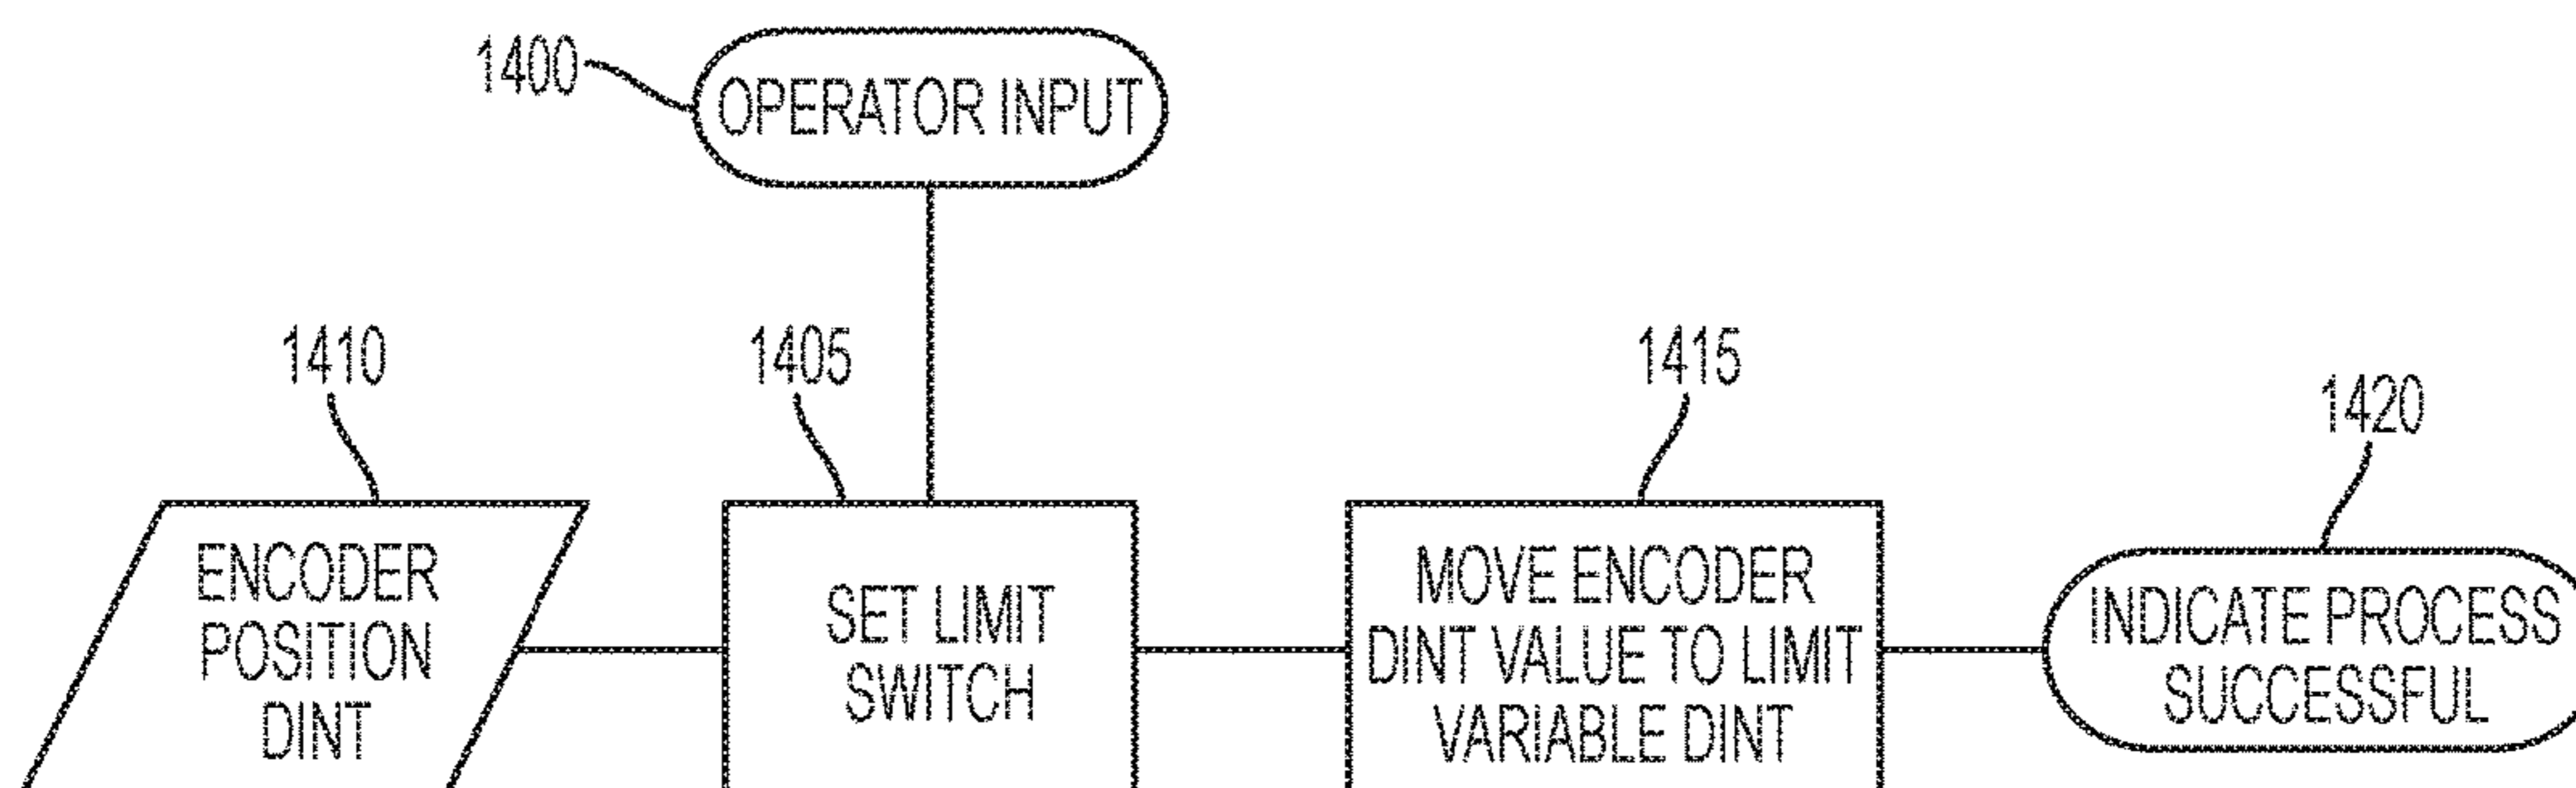 1400
OPERATOR INPUT
1410
1405
1415
1420
ENCODER
POSITION
DINT
SET LIMIT
SWITCH
MOVE ENCODER
DINT VALUE TO LIMIT
VARIABLE DINT
INDICATE PROCESS
SUCCESSFUL